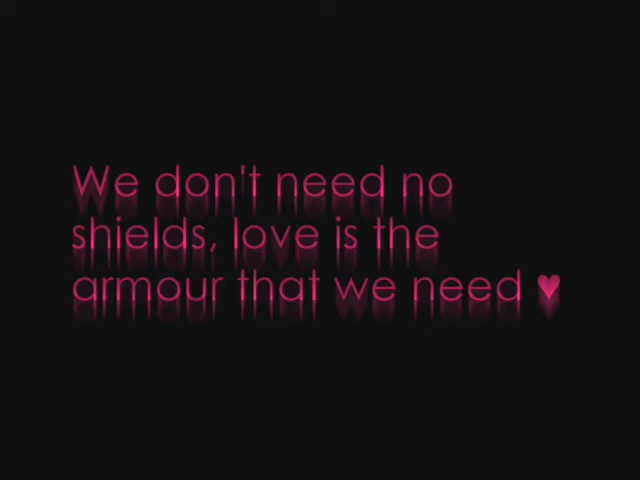 We don't need no
shields, love is the
armour that we need ♥